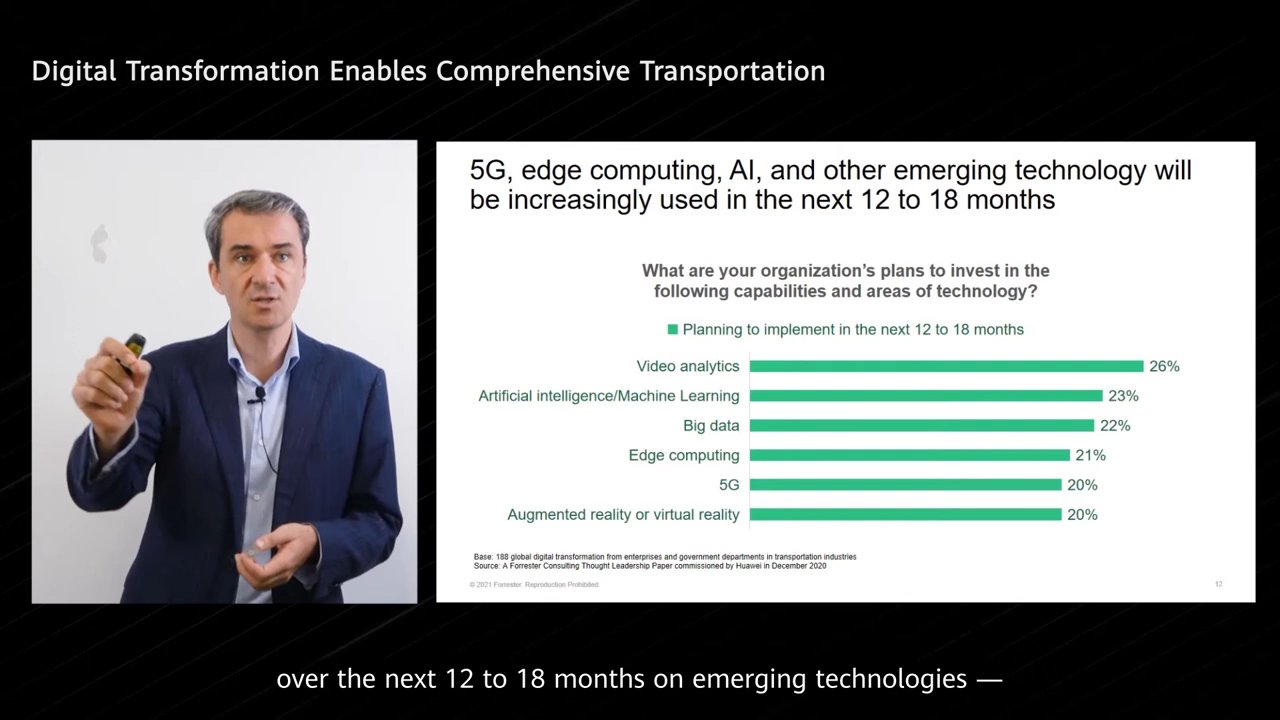 Digital Transformation Enables Comprehensive Transportation
5G, edge computing, AI, and other emerging technology will
be increasingly used in the next 12 to 18 months
What are your organization's plans to invest in the
following capabilities and areas of technology?
Planning to implement in the next 12 to 18 months
Video analytics 26%
Artificial intelligence/Machine Learning 23%
Big data 22%
Edge computing 21%
5G 20%
Augmented reality or virtual reality 20%
Base: 188 global digital transformation from enterprises and government departments in transportation industries
Source: A Forrester Consulting Thought Leadership Paper commissioned by Huawei in December 2020
© 2021 Forrester. Reproduction Prohibited.
12
over the next 12 to 18 months on emerging technologies —